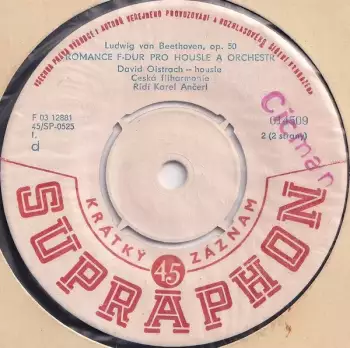 VŠECHNA PRÁVA VÝROBCE I AUTORŮ VEREJNÉHO PROVOZOVÁNÍ A ROZHLASOVÉHO ŠÍŘENÍ VYHRAZENA
Ludwig van Beethoven, op. 50
ROMANCE F-DUR PRO HOUSLE A ORCHESTR
David Oistrach — housle
Česká filharmonie
Řídí Karel Ančerl
F 03 12881
45/SP-0525
f.
d
2 (2 strany)
KRÁTKÝ 45 ZÁZNAM
SUPRAPHON